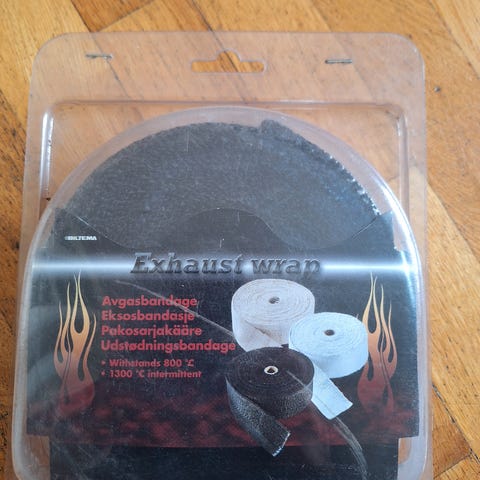 BILTEMA
Exhaust wrap
Avgasbandage
Eksosbandasje
Pakosarjakääre
Udstødningsbandage
• Withstands 800 °C
• 1300 °C intermittent